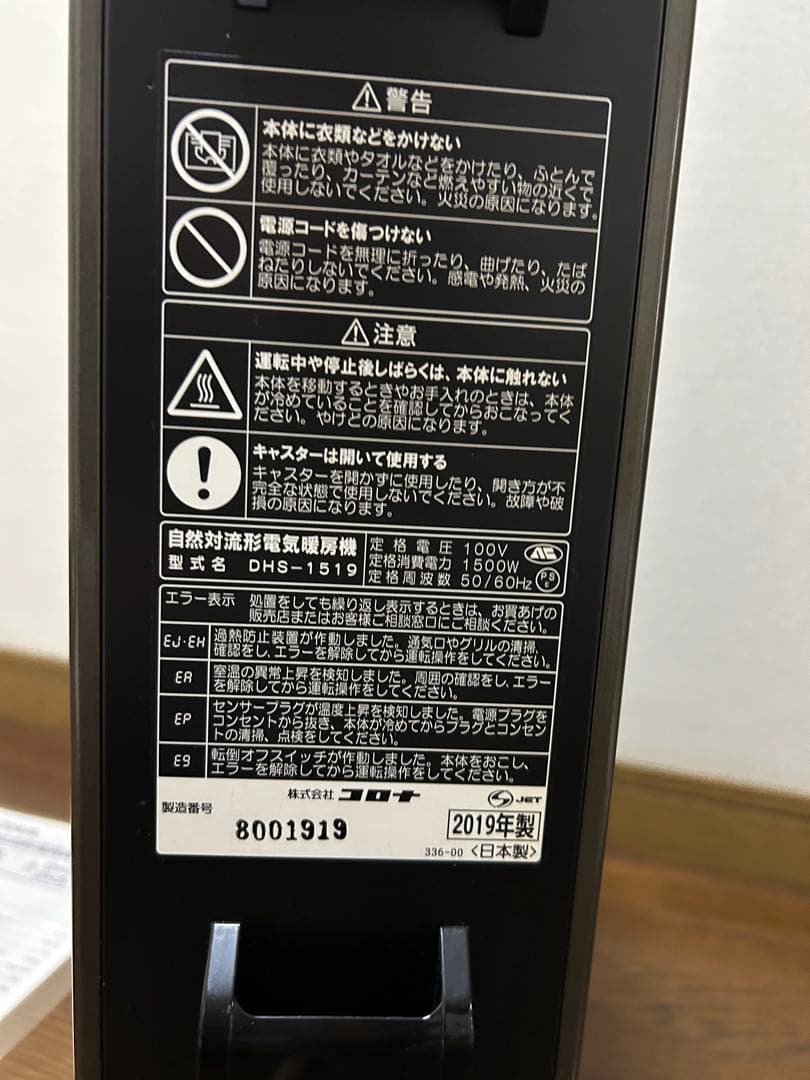 ⚠警告
本体に衣類などをかけない
本体に衣類やタオルなどをかけたり、ふとんで
覆ったり、カーテンなど燃えやすい物の近くで
使用しないでください。火災の原因になります。
電源コードを傷つけない
電源コードを無理に折ったり、曲げたり、たば
ねたりしないでください。感電や発熱、火災の
原因になります。
⚠注意
運転中や停止後しばらくは、本体に触れない
本体を移動するときやお手入れのときは、本体
が冷めていることを確認してからおこなってく
ださい。やけどの原因になります。
キャスターは開いて使用する
キャスターを開かずに使用したり、開き方が不
完全な状態で使用しないでください。故障や破
損の原因になります。
自然対流形電気暖房機
型式名 DHS-1519
定格電圧 100V
定格消費電力 1500W
定格周波数 50/60Hz
PSE
エラー表示 処置をしても繰り返し表示するときは、お買あげの
販売店またはお客様ご相談窓口にご相談ください。
EJ・EH 過熱防止装置が作動しました。通気口やグリルの清掃、
確認をし、エラーを解除してから運転操作をしてください。
EA 室温の異常上昇を検知しました。周囲の確認をし、エラー
を解除してから運転操作をしてください。
EP センサープラグが温度上昇を検知しました。電源プラグを
コンセントから抜き、本体が冷めてからプラグとコンセン
トの清掃、点検をしてください。
E9 転倒オフスイッチが作動しました。本体をおこし、
エラーを解除してから運転操作をしてください。
株式会社 コロナ
S JET
製造番号
8001919
2019年製
336-00 <日本製>